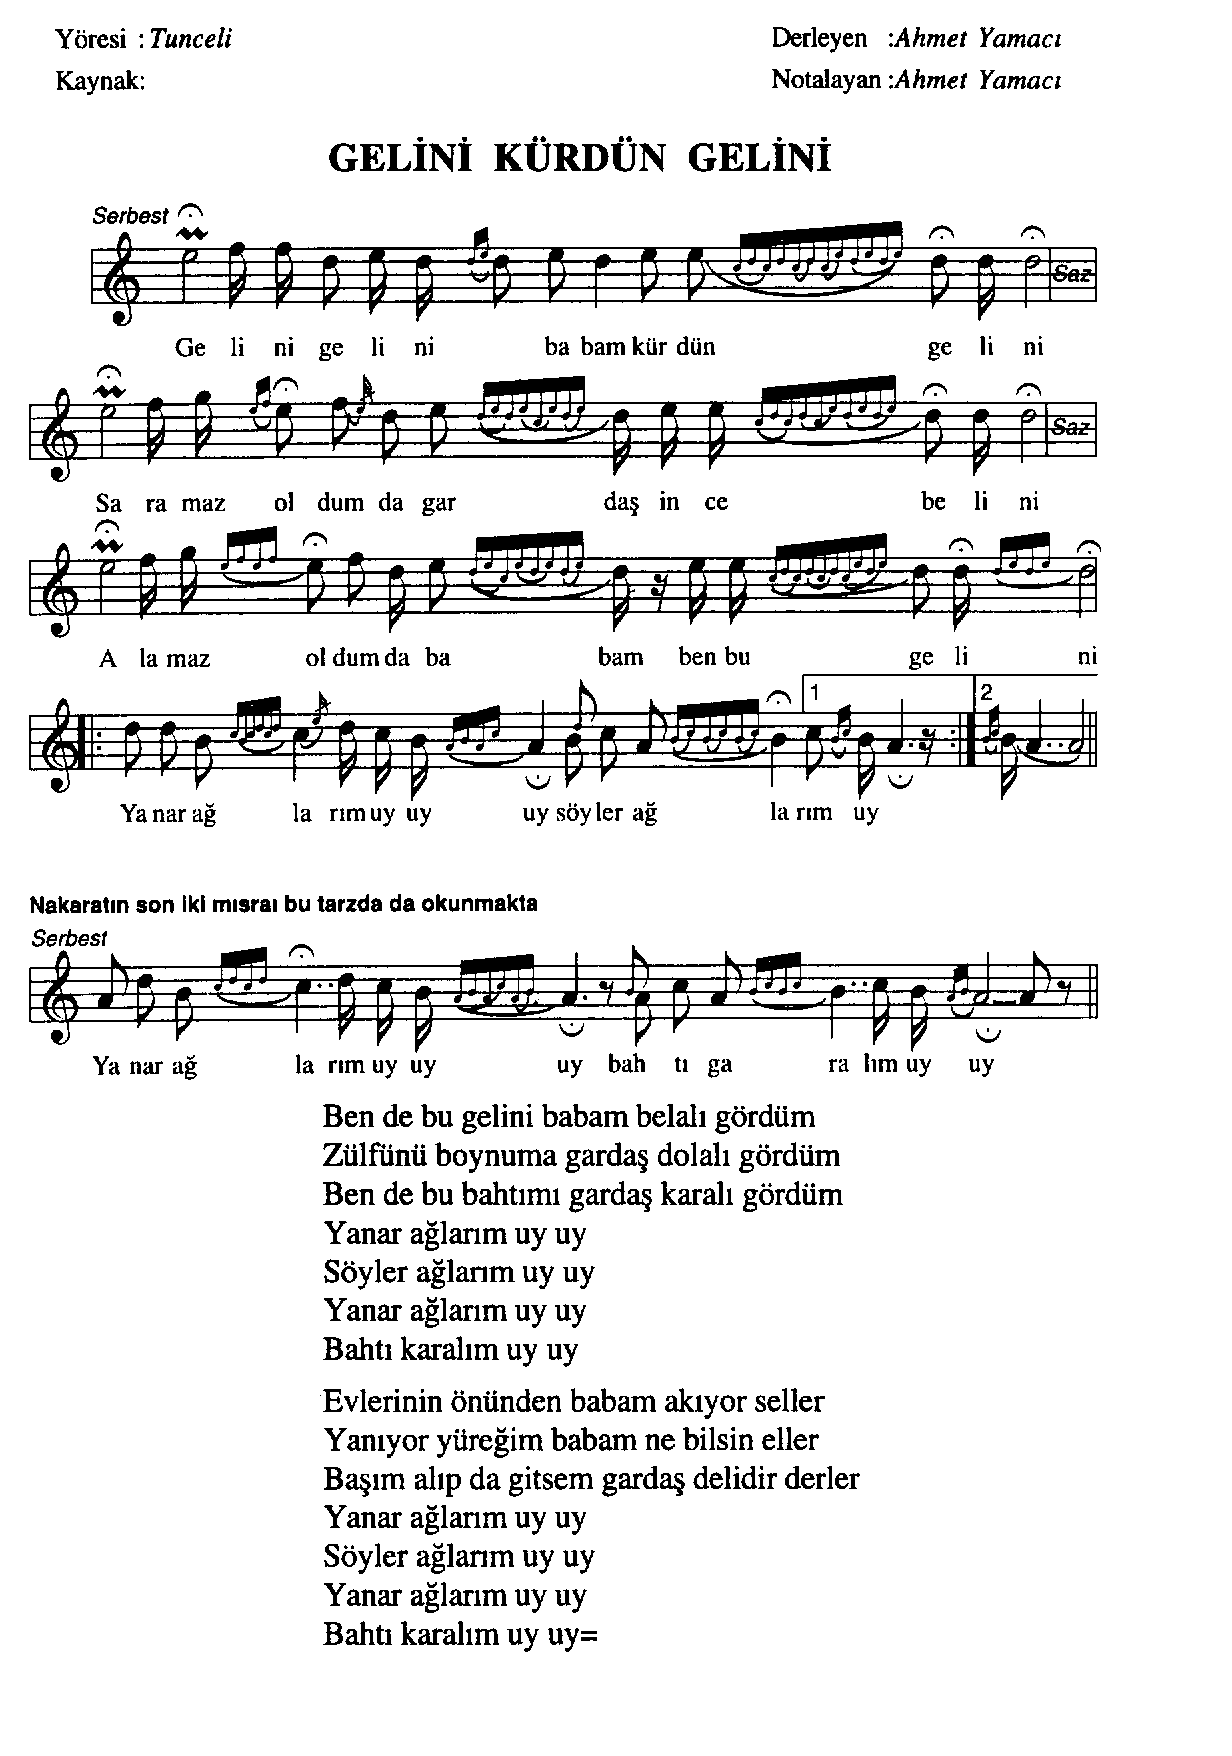 Yöresi : Tunceli
Derleyen :Ahmet Yamacı
Kaynak:
Notalayan :Ahmet Yamacı
GELİNİ KÜRDÜN GELİNİ
Serbest
Saz
Ge li ni ge li ni ba bam kür dün ge li ni
Saz
Sa ra maz ol dum da gar daş in ce be li ni
A la maz ol dum da ba bam ben bu ge li ni
1 2
Ya nar ağ la rım uy uy uy söy ler ağ la rım uy
Nakaratın son iki mısraı bu tarzda da okunmakta
Serbest
Ya nar ağ la rım uy uy uy bah tı ga ra lım uy uy
Ben de bu gelini babam belalı gördüm
Zülfünü boynuma gardaş dolalı gördüm
Ben de bu bahtımı gardaş karalı gördüm
Yanar ağlarım uy uy
Söyler ağlarım uy uy
Yanar ağlarım uy uy
Bahtı karalım uy uy
Evlerinin önünden babam akıyor seller
Yanıyor yüreğim babam ne bilsin eller
Başım alıp da gitsem gardaş delidir derler
Yanar ağlarım uy uy
Söyler ağlarım uy uy
Yanar ağlarım uy uy
Bahtı karalım uy uy=